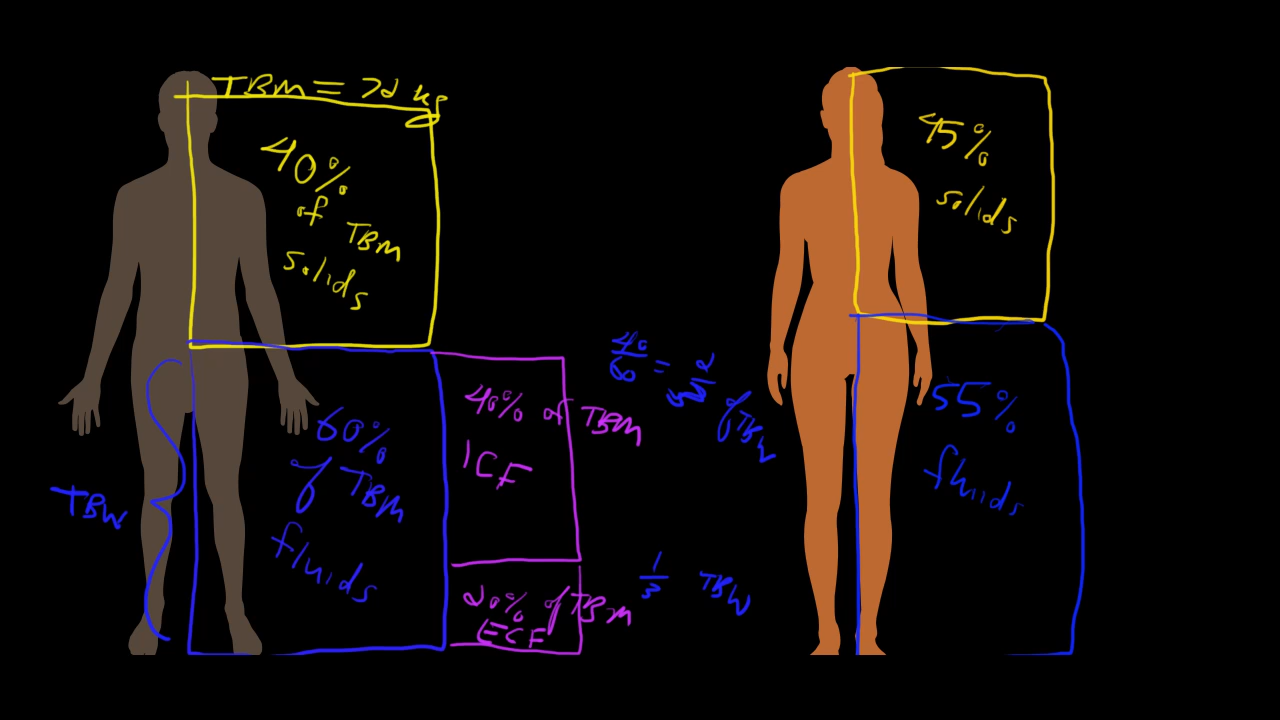 TBM = 72 kg
40%
of TBM
solids
60%
of TBM
fluids
TBW
40% of TBM
ICF
20% of TBM
ECF
40/60 = 2/3 of TBW
1/3 TBW
45%
solids
55%
fluids